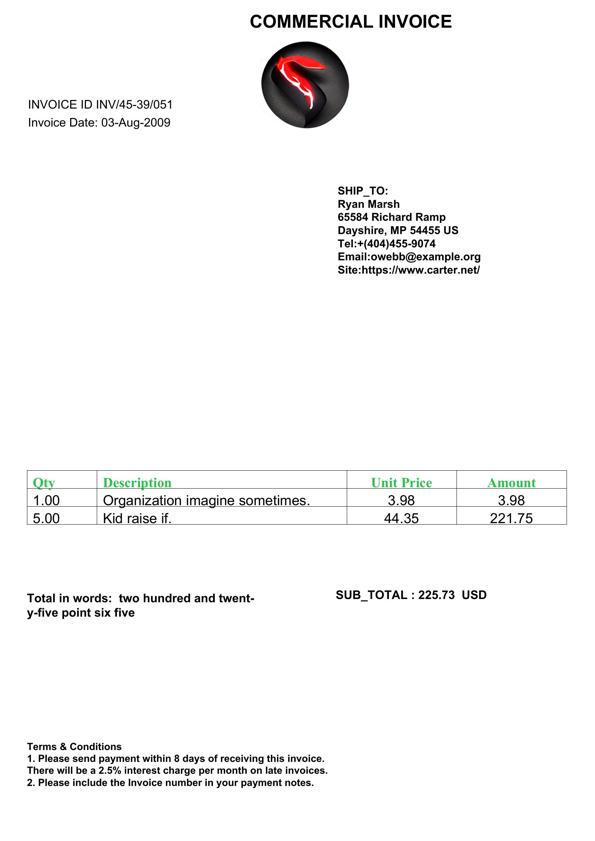 COMMERCIAL INVOICE
INVOICE ID INV/45-39/051
Invoice Date: 03-Aug-2009
SHIP_TO:
Ryan Marsh
65584 Richard Ramp
Dayshire, MP 54455 US
Tel:+(404)455-9074
Email:owebb@example.org
Site:https://www.carter.net/
Qty Description Unit Price Amount
1.00 Organization imagine sometimes. 3.98 3.98
5.00 Kid raise if. 44.35 221.75
Total in words: two hundred and twent-
y-five point six five
SUB_TOTAL : 225.73 USD
Terms & Conditions
1. Please send payment within 8 days of receiving this invoice.
There will be a 2.5% interest charge per month on late invoices.
2. Please include the Invoice number in your payment notes.